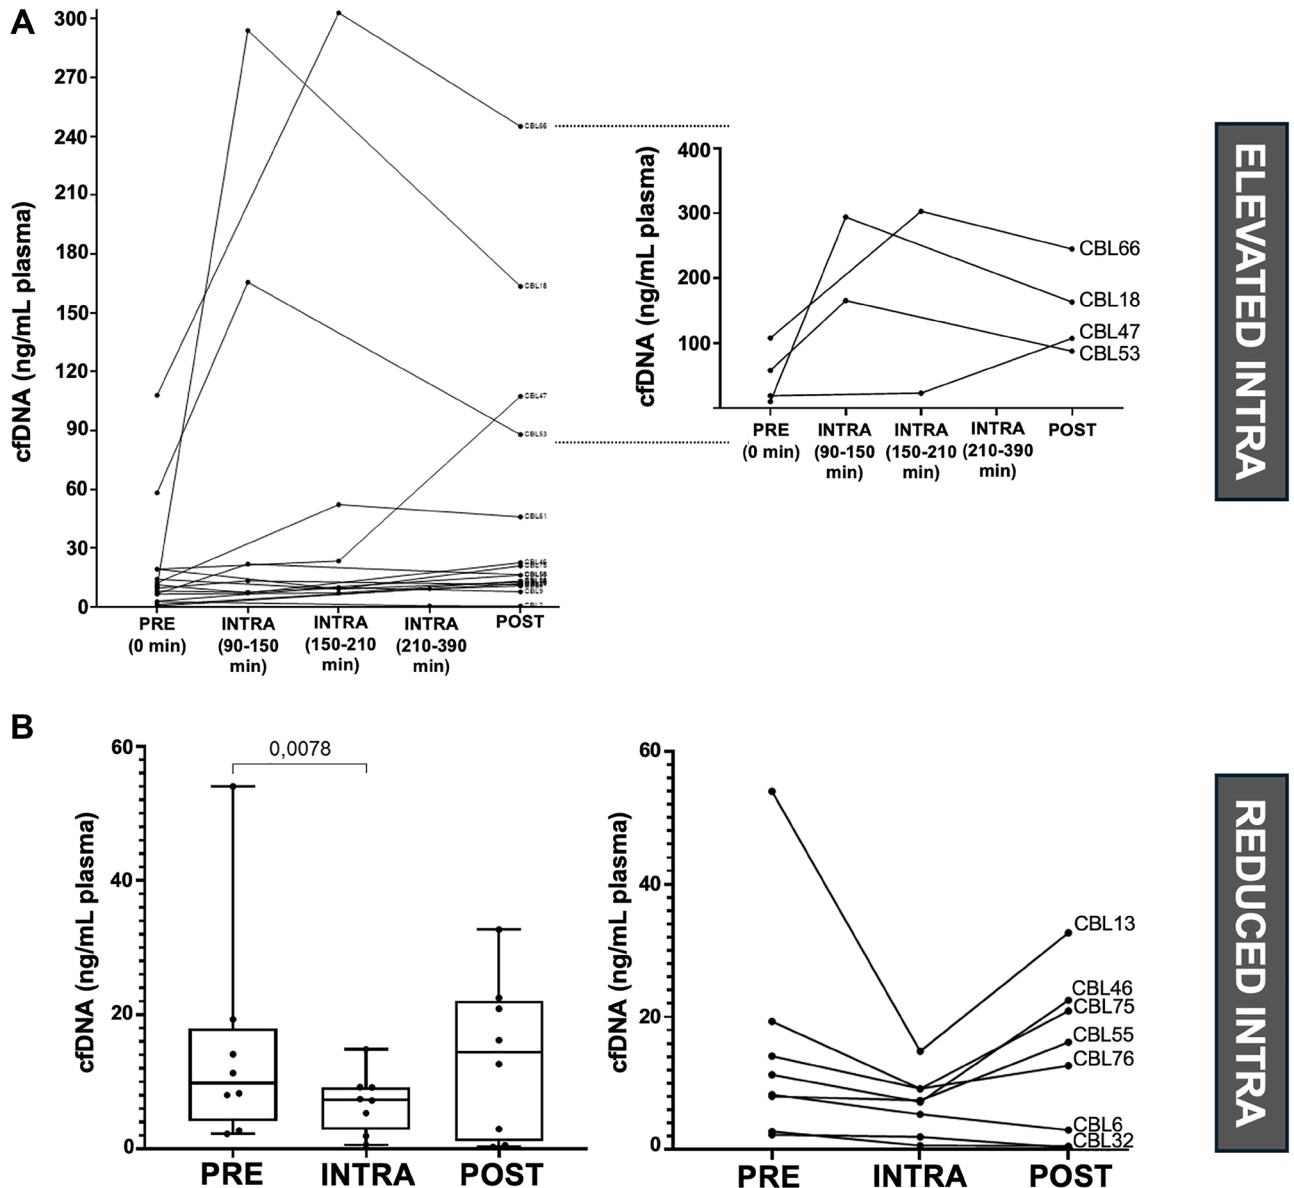 A
300
270
240
210
180
150
120
90
60
30
0
cfDNA (ng/mL plasma)
CBL66
CBL18
CBL47
CBL53
CBL51
PRE
(0 min)
INTRA
(90-150
min)
INTRA
(150-210
min)
INTRA
(210-390
min)
POST
400
300
200
100
cfDNA (ng/mL plasma)
CBL66
CBL18
CBL47
CBL53
PRE
(0 min)
INTRA
(90-150
min)
INTRA
(150-210
min)
INTRA
(210-390
min)
POST
ELEVATED INTRA
B
60
40
20
0
cfDNA (ng/mL plasma)
0,0078
PRE
INTRA
POST
60
40
20
0
cfDNA (ng/mL plasma)
CBL13
CBL46
CBL75
CBL55
CBL76
CBL6
CBL32
PRE
INTRA
POST
REDUCED INTRA